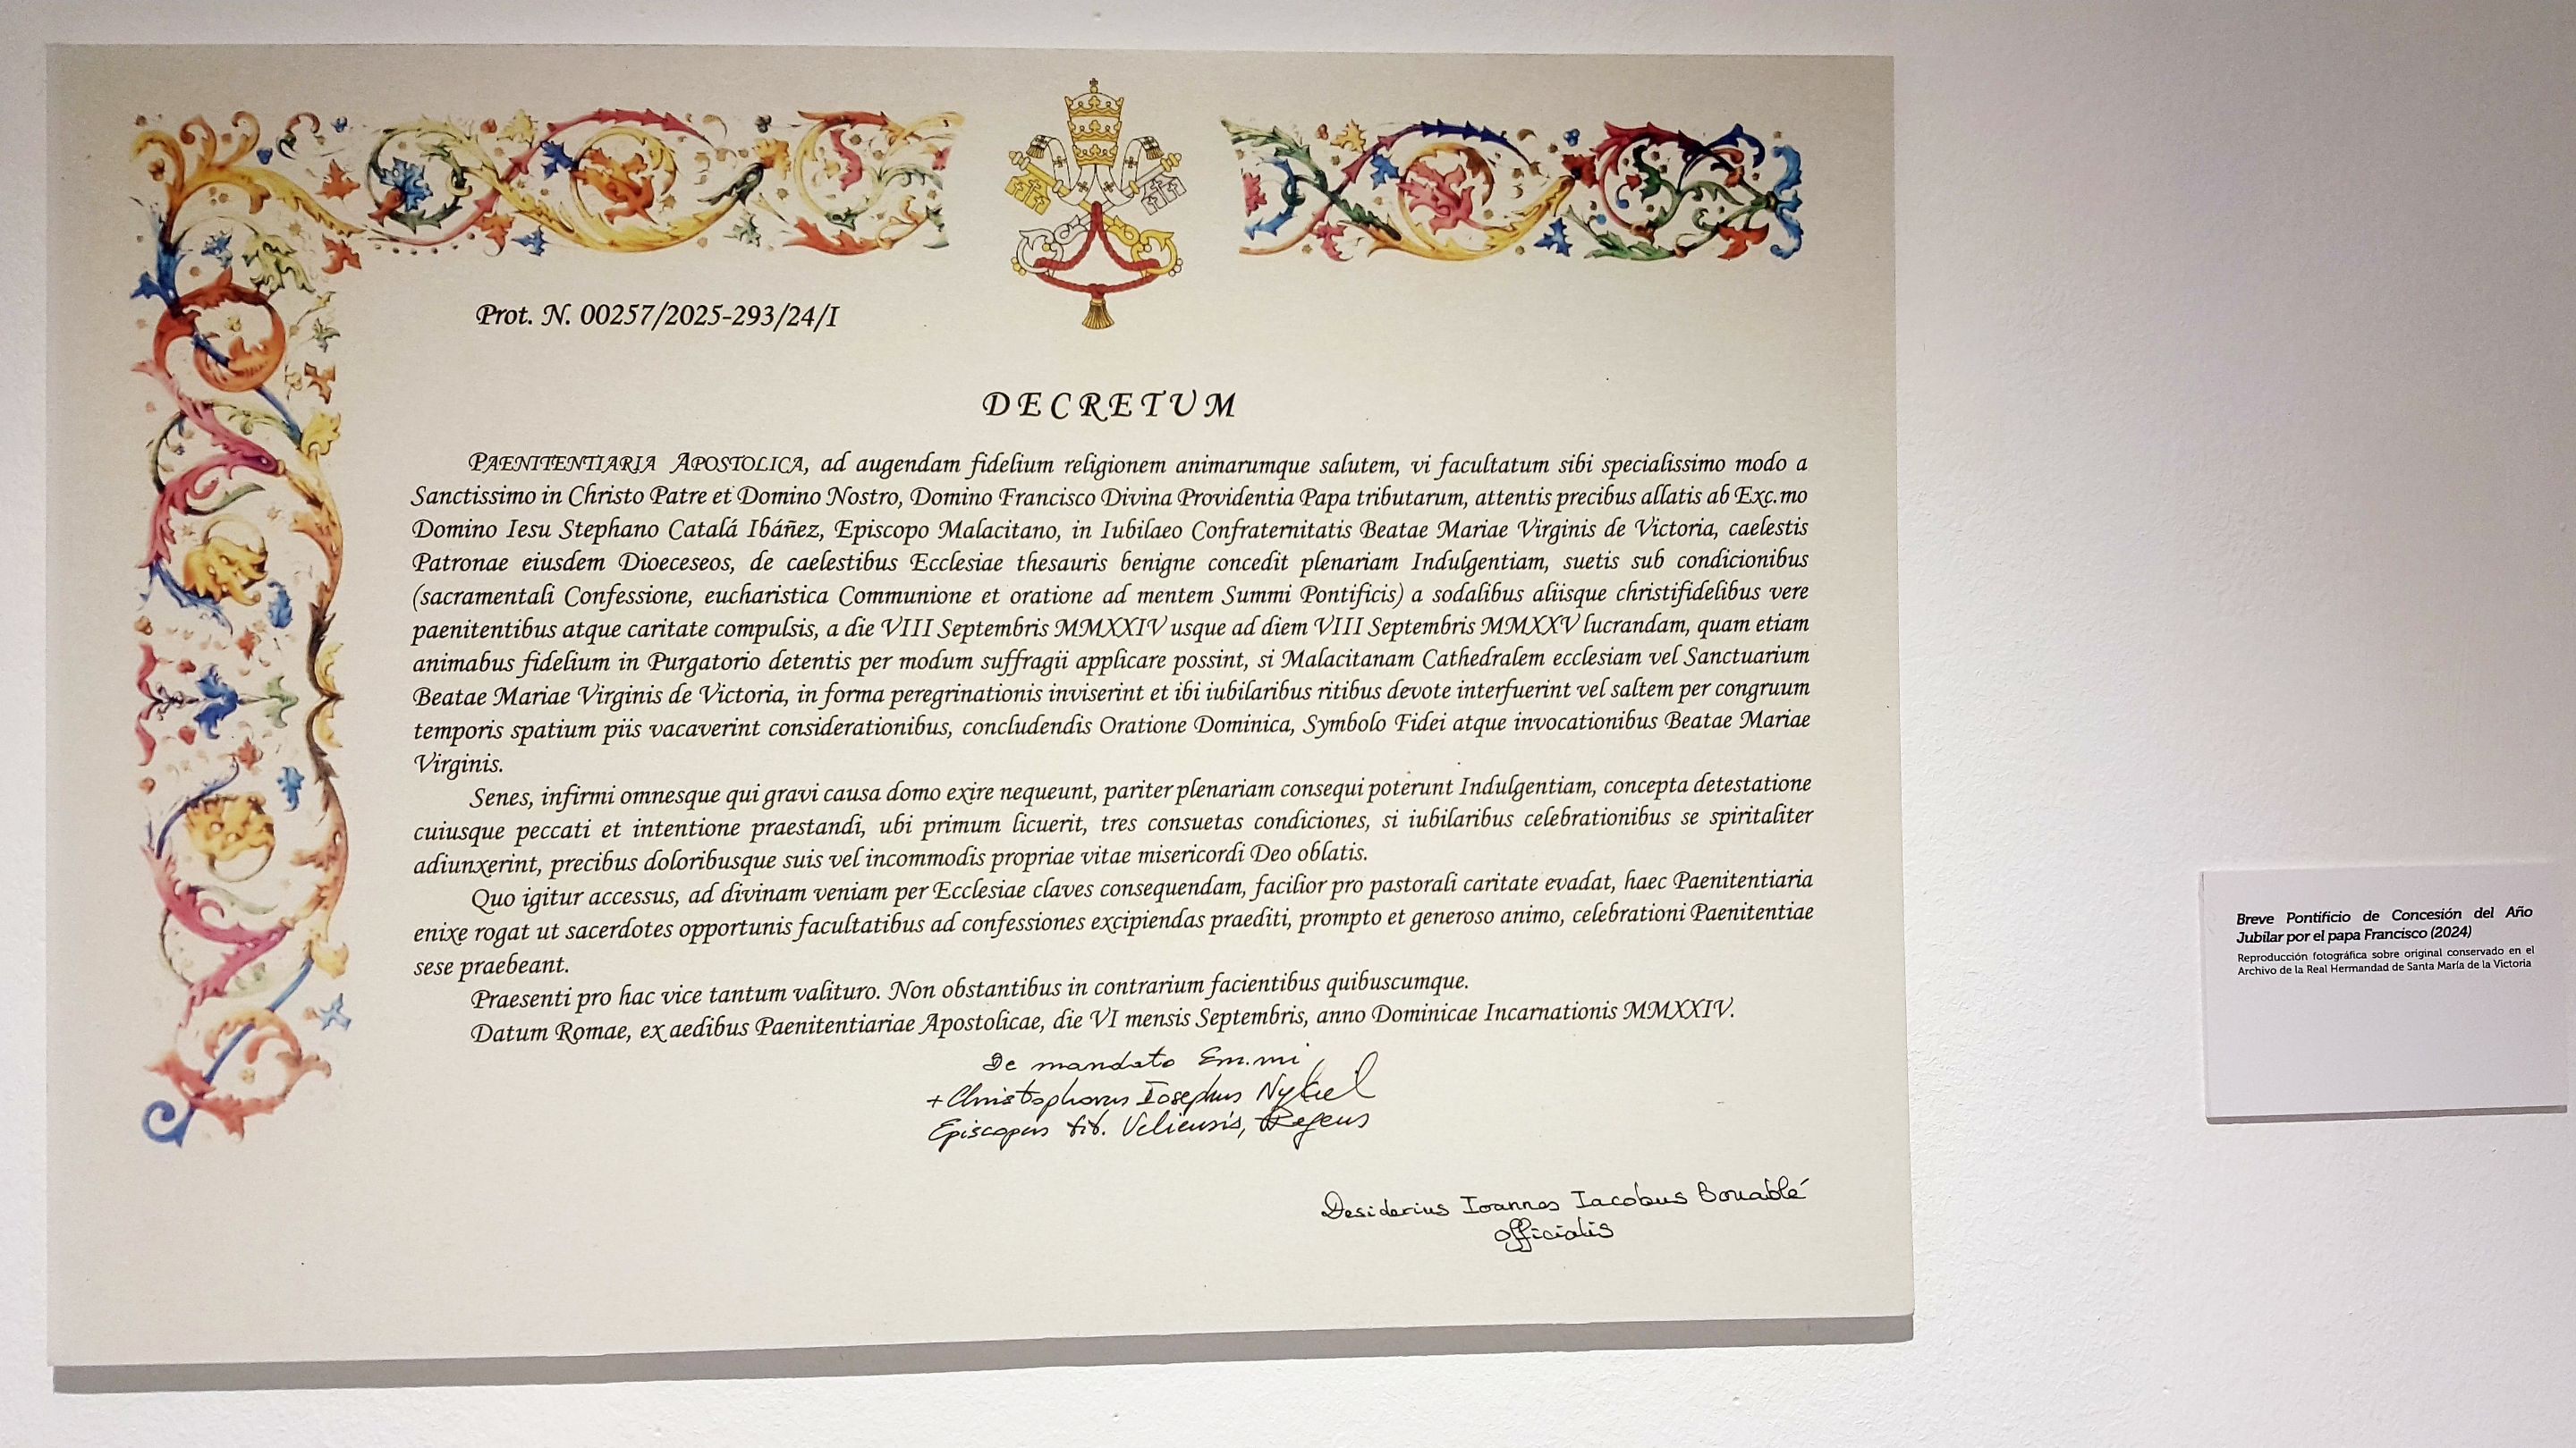 Prot. N. 00257/2025-293/24/I
DECRETUM
PAENITENTIARIA APOSTOLICA, ad augendam fidelium religionem animarumque salutem, vi facultatum sibi specialissimo modo a
Sanctissimo in Christo Patre et Domino Nostro, Domino Francisco Divina Providentia Papa tributarum, attentis precibus allatis ab Exc.mo
Domino Iesu Stephano Catalá Ibáñez, Episcopo Malacitano, in Iubilaeo Confraternitatis Beatae Mariae Virginis de Victoria, caelestis
Patronae eiusdem Dioeceseos, de caelestibus Ecclesiae thesauris benigne concedit plenariam Indulgentiam, suetis sub condicionibus
(sacramentali Confessione, eucharistica Communione et oratione ad mentem Summi Pontificis) a sodalibus aliisque christifidelibus vere
paenitentibus atque caritate compulsis, a die VIII Septembris MMXXIV usque ad diem VIII Septembris MMXXV lucrandam, quam etiam
animabus fidelium in Purgatorio detentis per modum suffragii applicare possint, si Malacitanam Cathedralem ecclesiam vel Sanctuarium
Beatae Mariae Virginis de Victoria, in forma peregrinationis inviserint et ibi iubilaribus ritibus devote interfuerint vel saltem per congruum
temporis spatium piis vacaverint considerationibus, concludendis Oratione Dominica, Symbolo Fidei atque invocationibus Beatae Mariae
Virginis.
Senes, infirmi omnesque qui gravi causa domo exire nequeunt, pariter plenariam consequi poterunt Indulgentiam, concepta detestatione
cuiusque peccati et intentione praestandi, ubi primum licuerit, tres consuetas condiciones, si iubilaribus celebrationibus se spiritaliter
adiunxerint, precibus doloribusque suis vel incommodis propriae vitae misericordi Deo oblatis.
Quo igitur accessus, ad divinam veniam per Ecclesiae claves consequendam, facilior pro pastorali caritate evadat, haec Paenitentiaria
enixe rogat ut sacerdotes opportunis facultatibus ad confessiones excipiendas praediti, prompto et generoso animo, celebrationi Paenitentiae
sese praebeant.
Praesenti pro hac vice tantum valituro. Non obstantibus in contrarium facientibus quibuscumque.
Datum Romae, ex aedibus Paenitentiariae Apostolicae, die VI mensis Septembris, anno Dominicae Incarnationis MMXXIV.
De mandato Em.mi
+Christophorus Iosephus Nykiel
Episcopus tit. Veliensis, Regens
Desiderius Ioannes Iacobus Bouablé
officialis
Breve Pontificio de Concesión del Año
Jubilar por el papa Francisco (2024)
Reproducción fotográfica sobre original conservado en el
Archivo de la Real Hermandad de Santa María de la Victoria